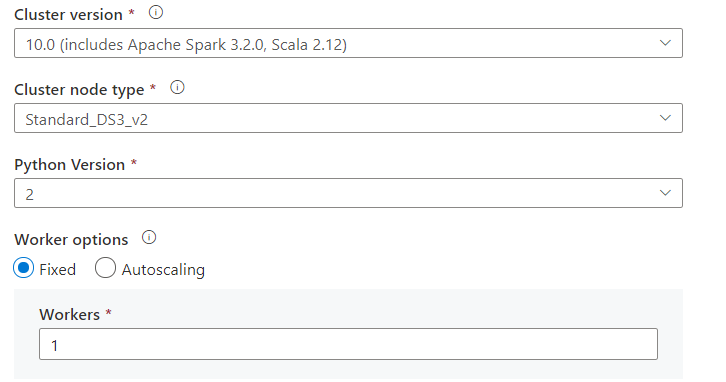 Cluster version *
10.0 (includes Apache Spark 3.2.0, Scala 2.12)
Cluster node type *
Standard_DS3_v2
Python Version *
2
Worker options
Fixed Autoscaling
Workers *
1